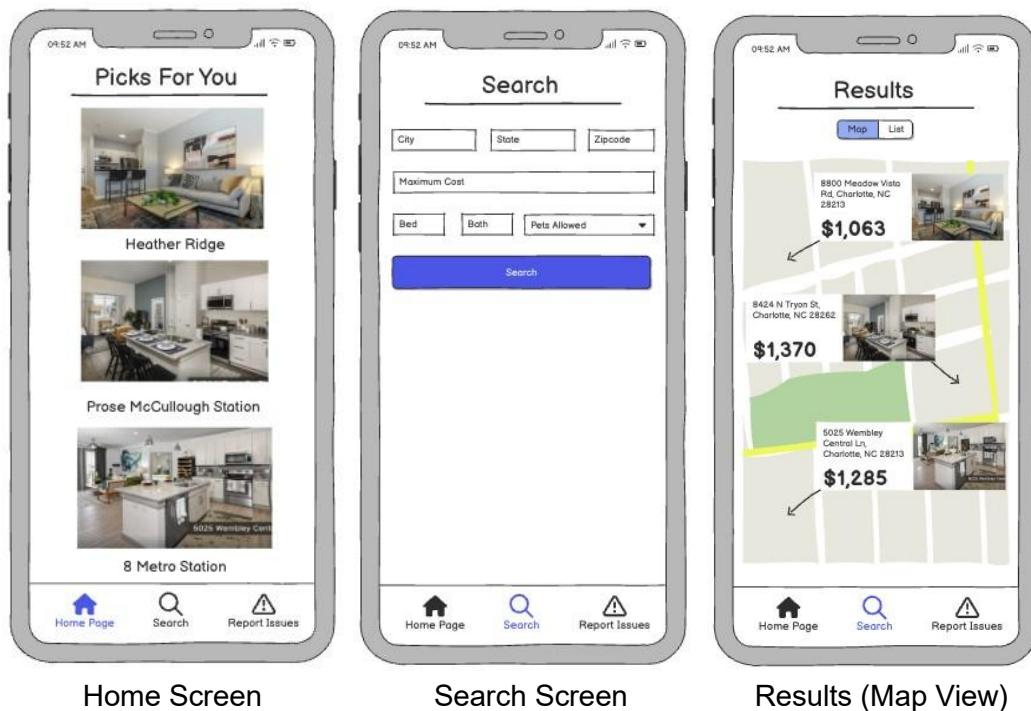 09:52 AM
Picks For You
Heather Ridge
Prose McCullough Station
5025 Wembley Cent
8 Metro Station
Home Page
Search
Report Issues
Home Screen
09:52 AM
Search
City
State
Zipcode
Maximum Cost
Bed
Bath
Pets Allowed
Search
Home Page
Search
Report Issues
Search Screen
09:52 AM
Results
Map
List
8800 Meadow Vista
Rd, Charlotte, NC
28213
$1,063
8424 N Tryon St,
Charlotte, NC 28262
$1,370
5025 Wembley
Central Ln,
Charlotte, NC 28213
$1,285
Home Page
Search
Report Issues
Results (Map View)